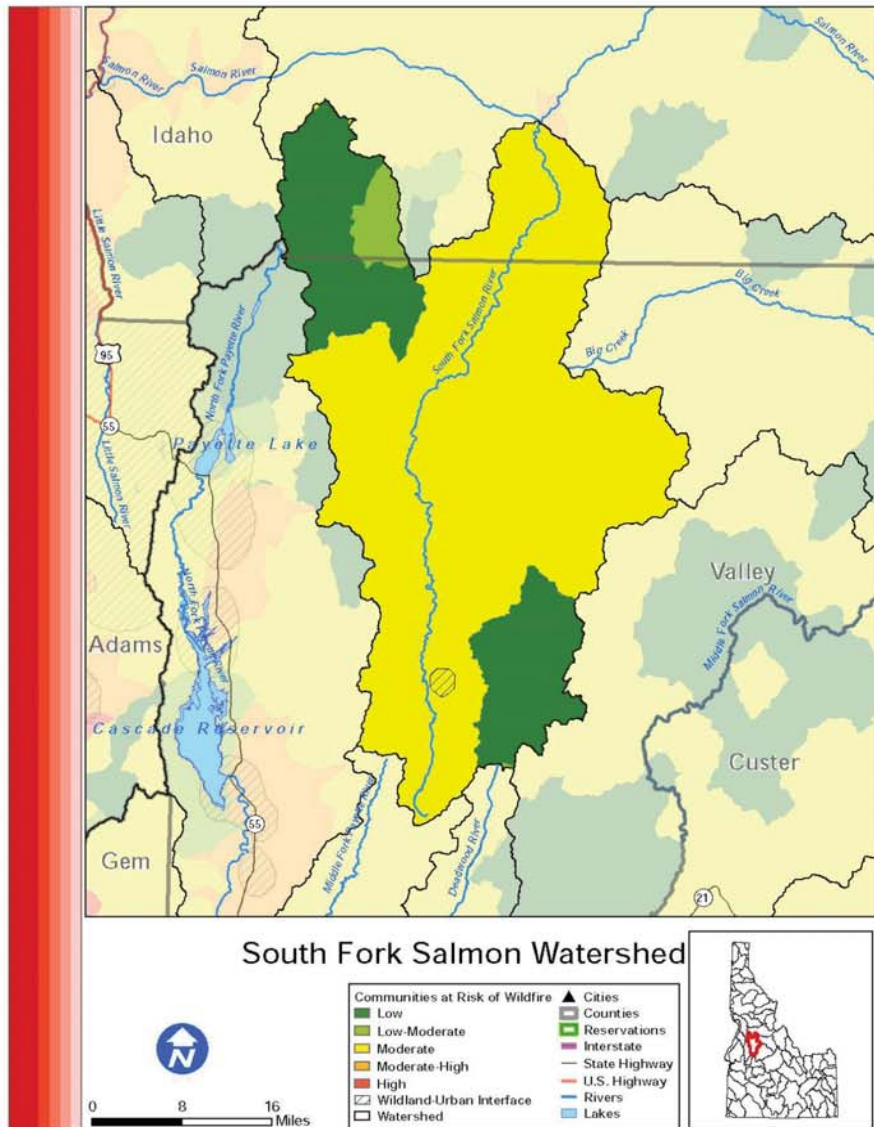 Salmon River
Salmon River
Salmon River
Salmon River
Idaho
Little Salmon River
South Fork Salmon River
Big Creek
Big Creek
North Fork Payette River
95
55
Payette Lake
Little Salmon River
Valley
Middle Fork Salmon River
North Fork
Adams
Cascade Reservoir
Custer
Middle Fork Payette River
Deadwood River
55
Gem
21
South Fork Salmon Watershed
Communities at Risk of Wildfire
Low
Low-Moderate
Moderate
Moderate-High
High
Wildland-Urban Interface
Watershed
Cities
Counties
Reservations
Interstate
State Highway
U.S. Highway
Rivers
Lakes
N
0 8 16
Miles